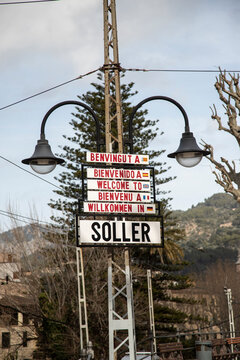 BENVINGUT A
BIENVENIDO A
WELCOME TO
BIENVENU A
WILLKOMMEN IN
SOLLER